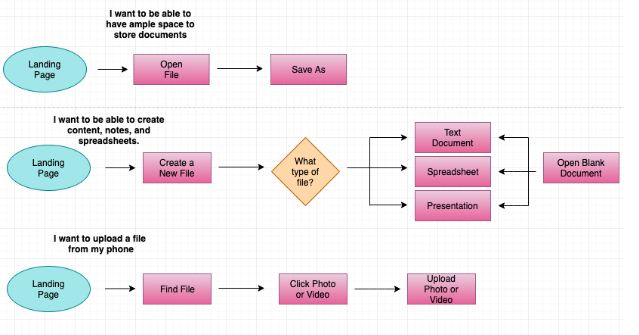 I want to be able to
have ample space to
store documents
Landing
Page
Open
File
Save As
I want to be able to create
content, notes, and
spreadsheets.
Landing
Page
Create a
New File
What
type of
file?
Text
Document
Spreadsheet
Presentation
Open Blank
Document
I want to upload a file
from my phone
Landing
Page
Find File
Click Photo
or Video
Upload
Photo or
Video